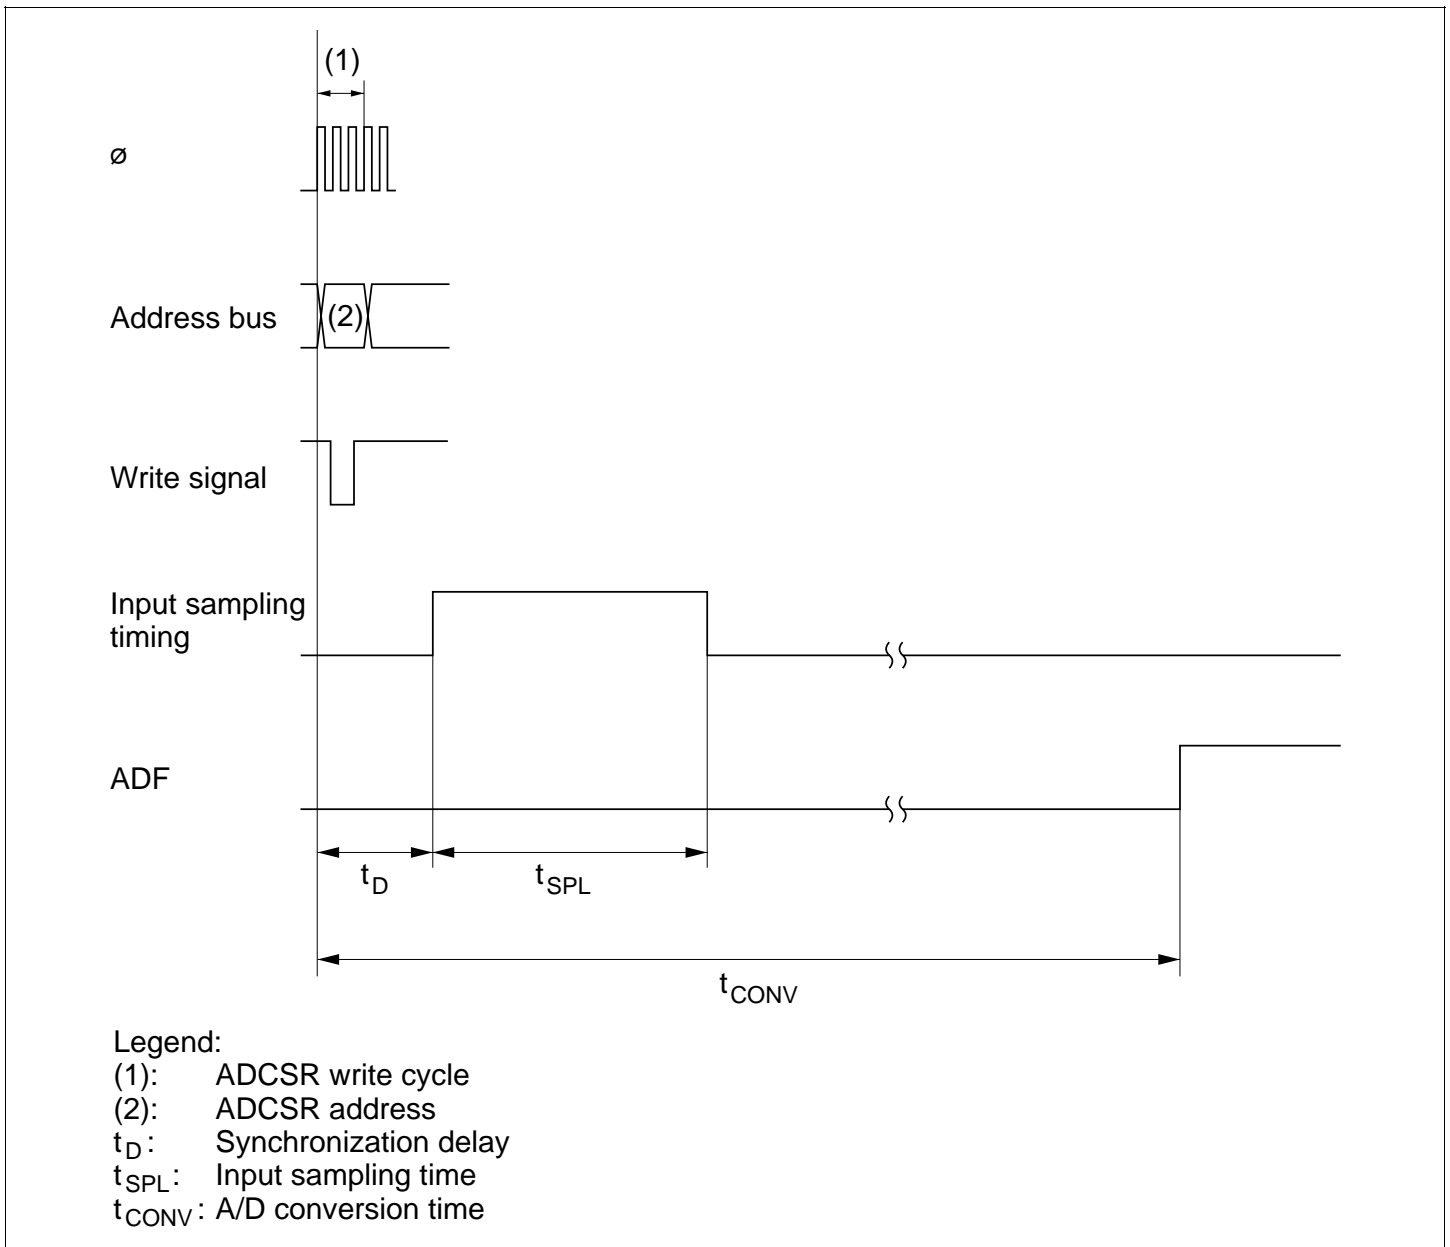 (1)
ø
Address bus
(2)
Write signal
Input sampling
timing
ADF
tD
tSPL
tCONV
Legend:
(1): ADCSR write cycle
(2): ADCSR address
tD : Synchronization delay
tSPL : Input sampling time
tCONV : A/D conversion time